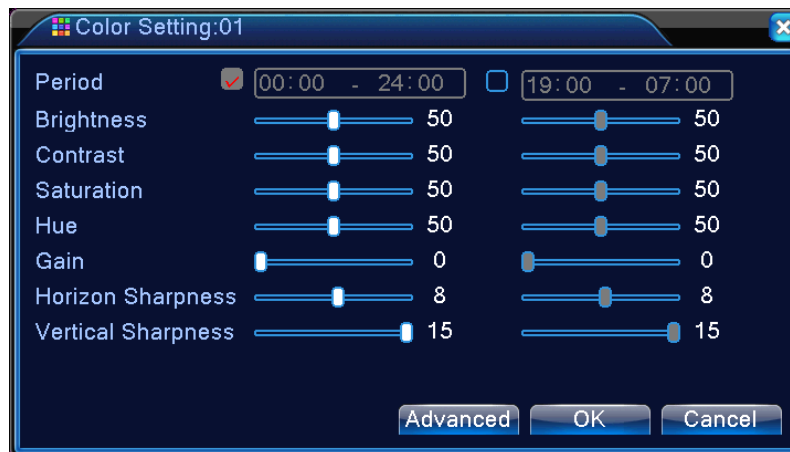 Color Setting:01
Period 00:00 - 24:00 19:00 - 07:00
Brightness 50 50
Contrast 50 50
Saturation 50 50
Hue 50 50
Gain 0 0
Horizon Sharpness 8 8
Vertical Sharpness 15 15
Advanced OK Cancel